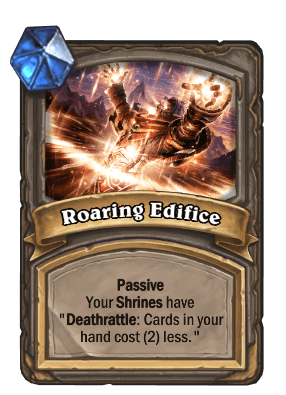 Roaring Edifice
Passive
Your Shrines have
"Deathrattle: Cards in your
hand cost (2) less."